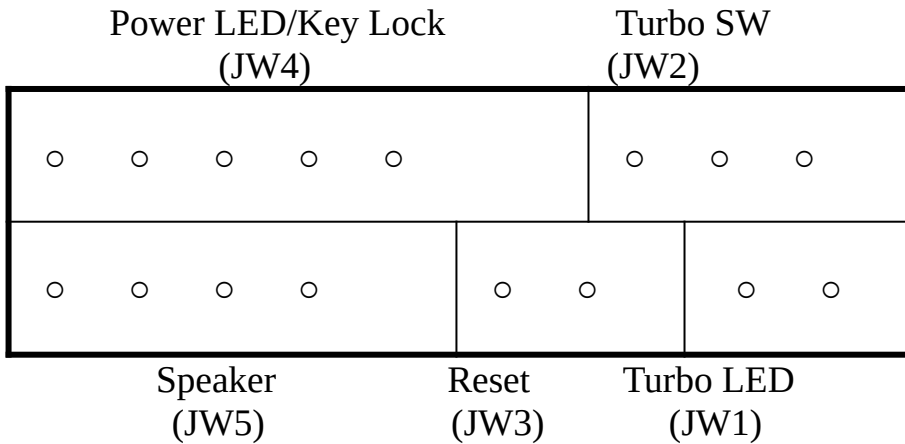 Power LED/Key Lock
(JW4)
Turbo SW
(JW2)
Speaker
(JW5)
Reset
(JW3)
Turbo LED
(JW1)